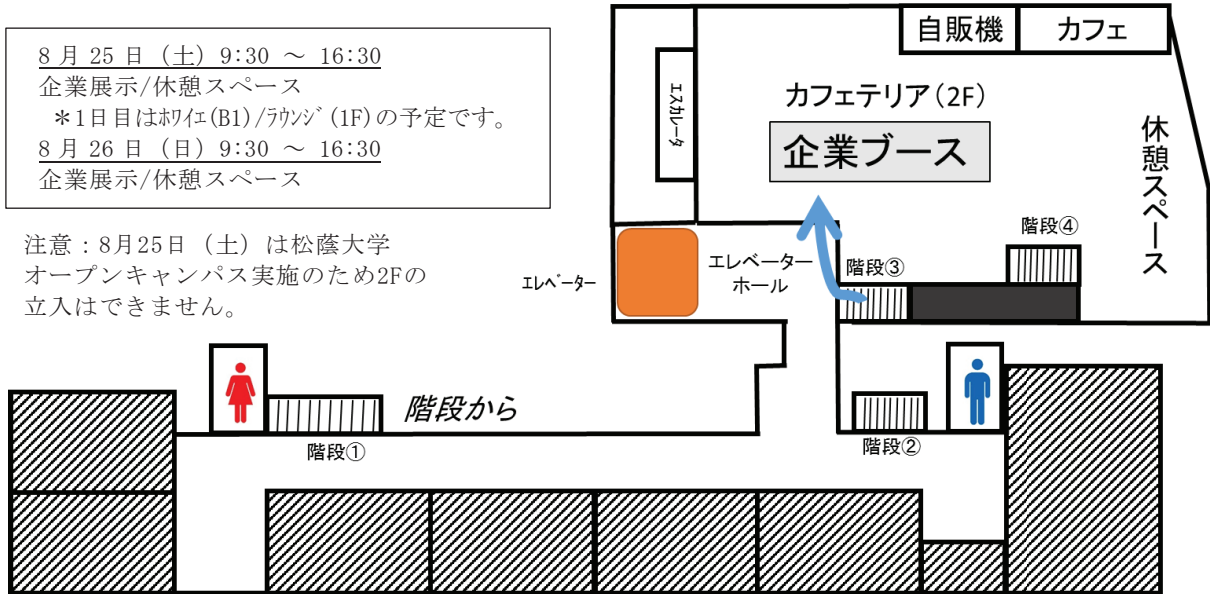 8月25日（土）9:30 ～ 16:30
企業展示/休憩スペース
＊1日目はﾎﾜｲｴ(B1)/ﾗｳﾝｼﾞ(1F)の予定です。
8月26日（日）9:30 ～ 16:30
企業展示/休憩スペース
注意：8月25日（土）は松蔭大学
オープンキャンパス実施のため2Fの
立入はできません。
自販機
カフェ
エスカレータ
カフェテリア(2F)
企業ブース
休憩スペース
階段④
エレベーター
エレベーター
ホール
階段③
階段から
階段①
階段②